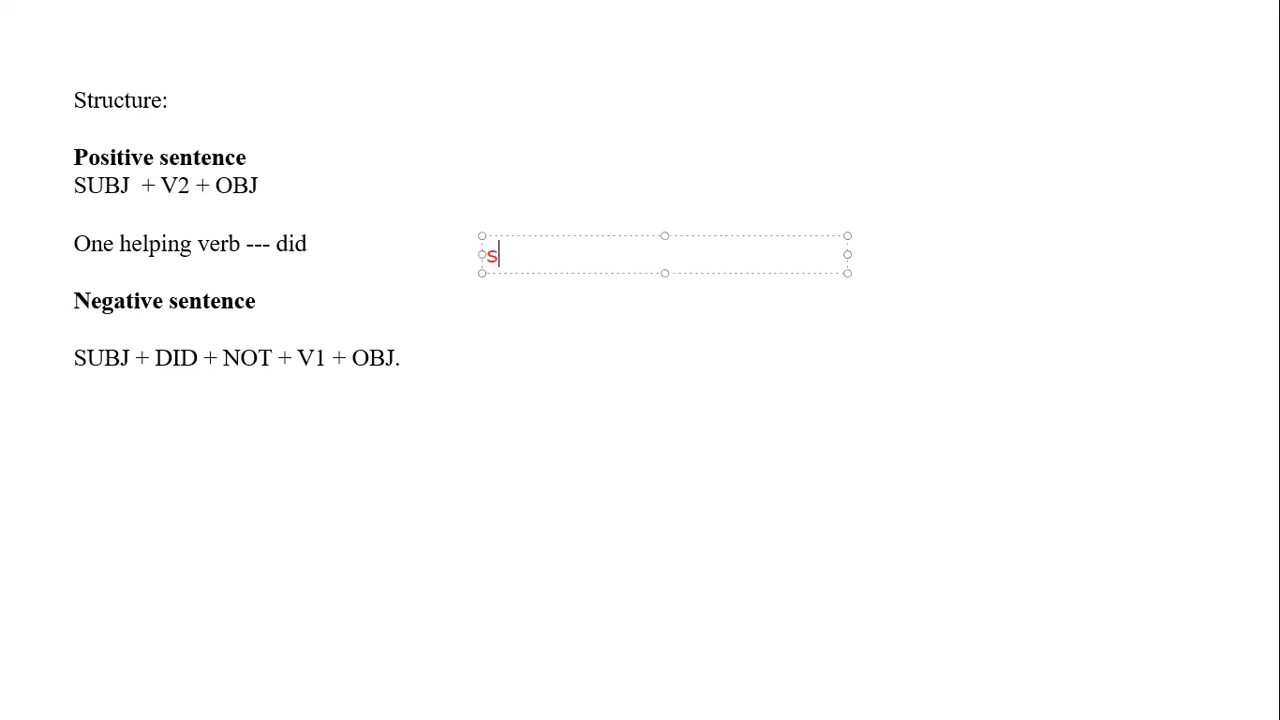 Structure:
Positive sentence
SUBJ + V2 + OBJ
One helping verb --- did
s
Negative sentence
SUBJ + DID + NOT + V1 + OBJ.